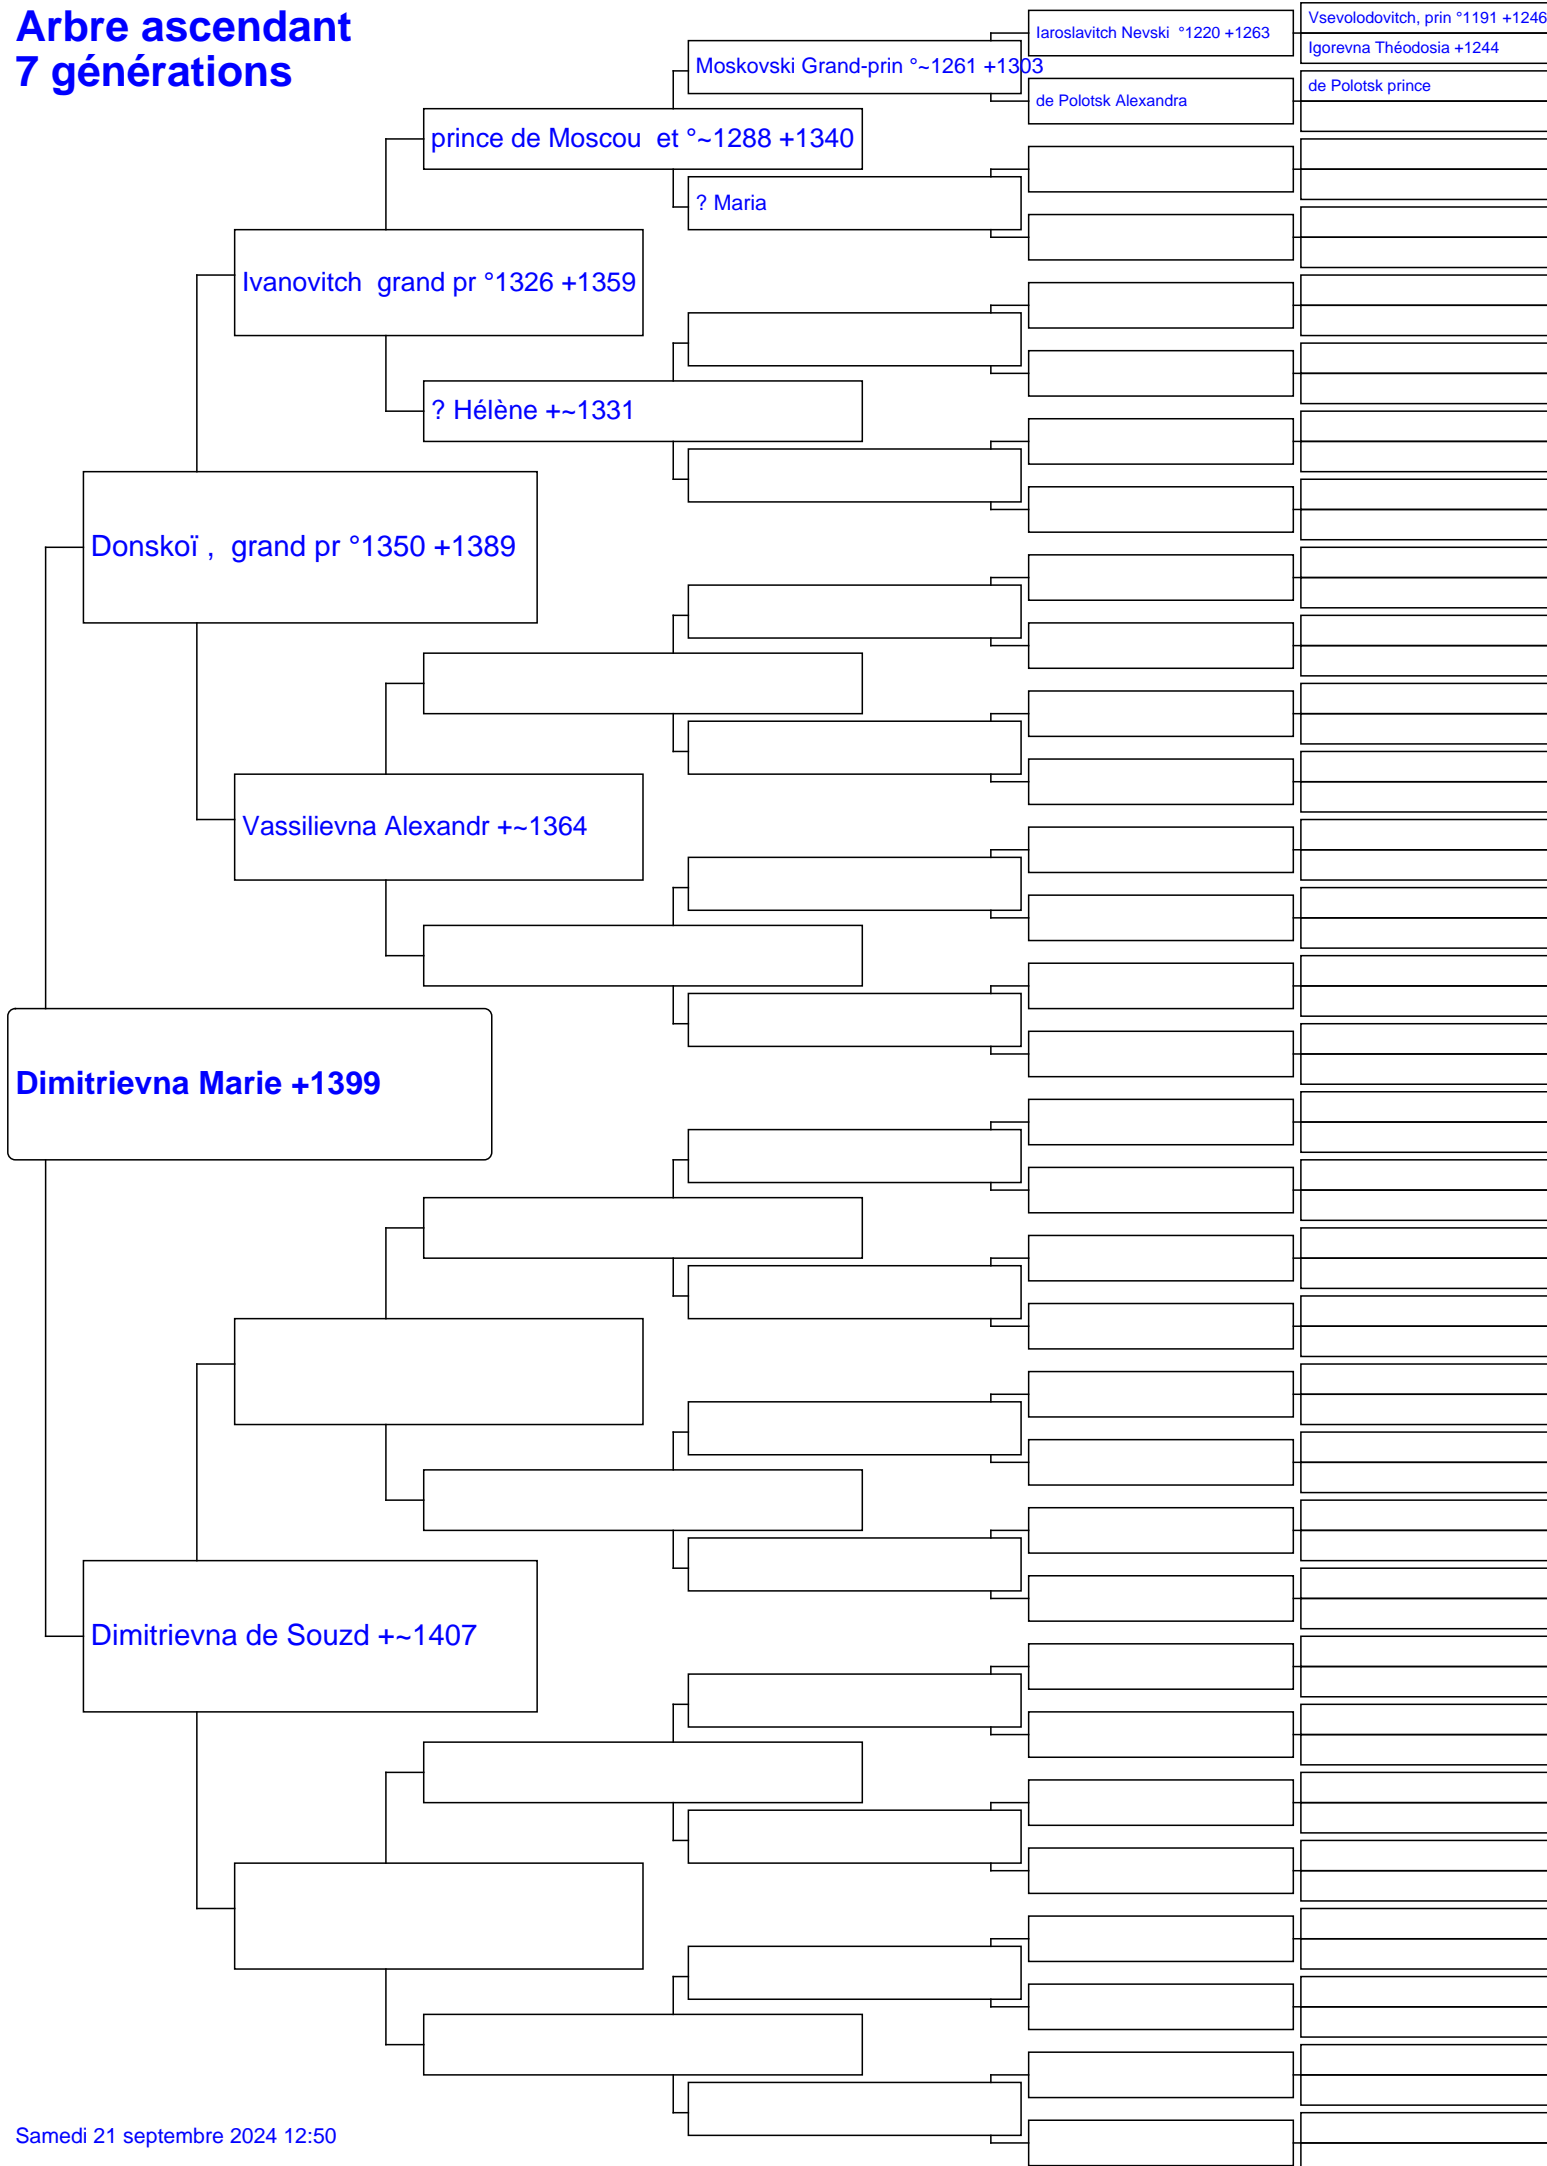 Arbre ascendant
7 générations
Vsevolodovitch, prin °1191 +1246
Iaroslavitch Nevski  °1220 +1263
Igorevna Théodosia +1244
Moskovski Grand-prin °~1261 +1303
de Polotsk prince
de Polotsk Alexandra
prince de Moscou  et °~1288 +1340
? Maria
Ivanovitch  grand pr °1326 +1359
? Hélène +~1331
Donskoï ,  grand pr °1350 +1389
Vassilievna Alexandr +~1364
Dimitrievna Marie +1399
Dimitrievna de Souzd +~1407
Samedi 21 septembre 2024 12:50